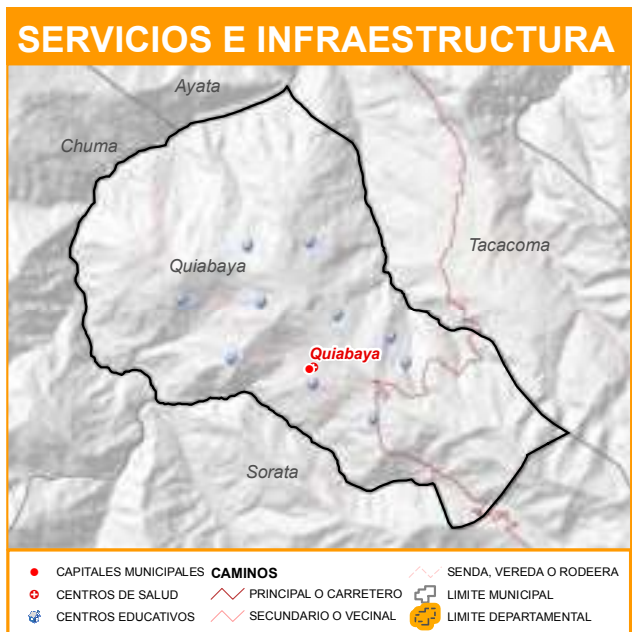 SERVICIOS E INFRAESTRUCTURA
Ayata
Chuma
Tacacoma
Quiabaya
Quiabaya
Sorata
CAPITALES MUNICIPALES
CENTROS DE SALUD
CENTROS EDUCATIVOS
CAMINOS
PRINCIPAL O CARRETERO
SECUNDARIO O VECINAL
SENDA, VEREDA O RODEERA
LIMITE MUNICIPAL
LIMITE DEPARTAMENTAL